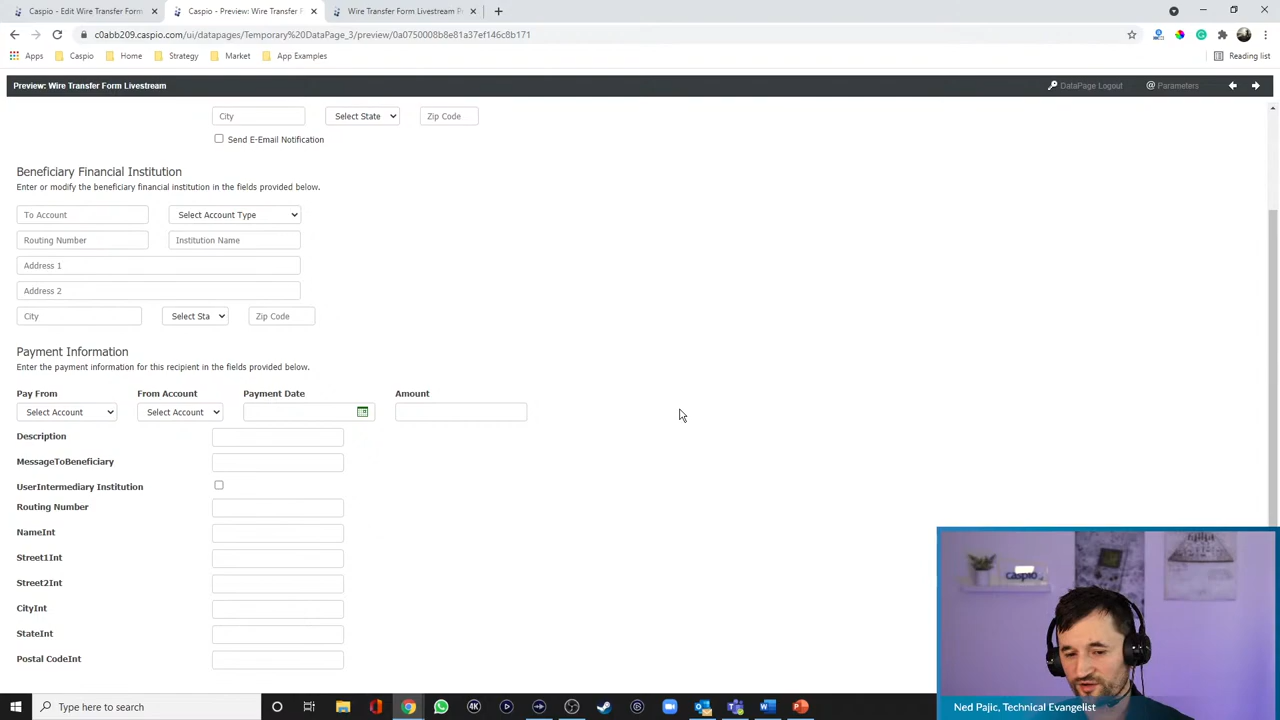 Caspio - Edit Wire Transfer Form
Caspio - Preview: Wire Transfer F
Wire Transfer Form Livestream Pr
c0abb209.caspio.com/ui/datapages/Temporary%20DataPage_3/preview/0a0750008b8e81a37ef146c8b171
Apps
Caspio
Home
Strategy
Market
App Examples
Reading list
Preview: Wire Transfer Form Livestream
DataPage Logout
@ Parameters
City
Select State
Zip Code
Send E-Email Notification
Beneficiary Financial Institution
Enter or modify the beneficiary financial institution in the fields provided below.
To Account
Select Account Type
Routing Number
Institution Name
Address 1
Address 2
City
Select Sta
Zip Code
Payment Information
Enter the payment information for this recipient in the fields provided below.
Pay From
From Account
Payment Date
Amount
Select Account
Select Account
Description
MessageToBeneficiary
UserIntermediary Institution
Routing Number
NameInt
Street1Int
Street2Int
CityInt
StateInt
Postal CodeInt
caspio
Ned Pajic, Technical Evangelist
Type here to search
4K